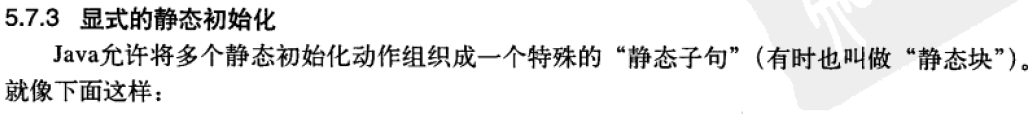 5.7.3 显式的静态初始化
Java允许将多个静态初始化动作组织成一个特殊的“静态子句”（有时也叫做“静态块”）。
就像下面这样：